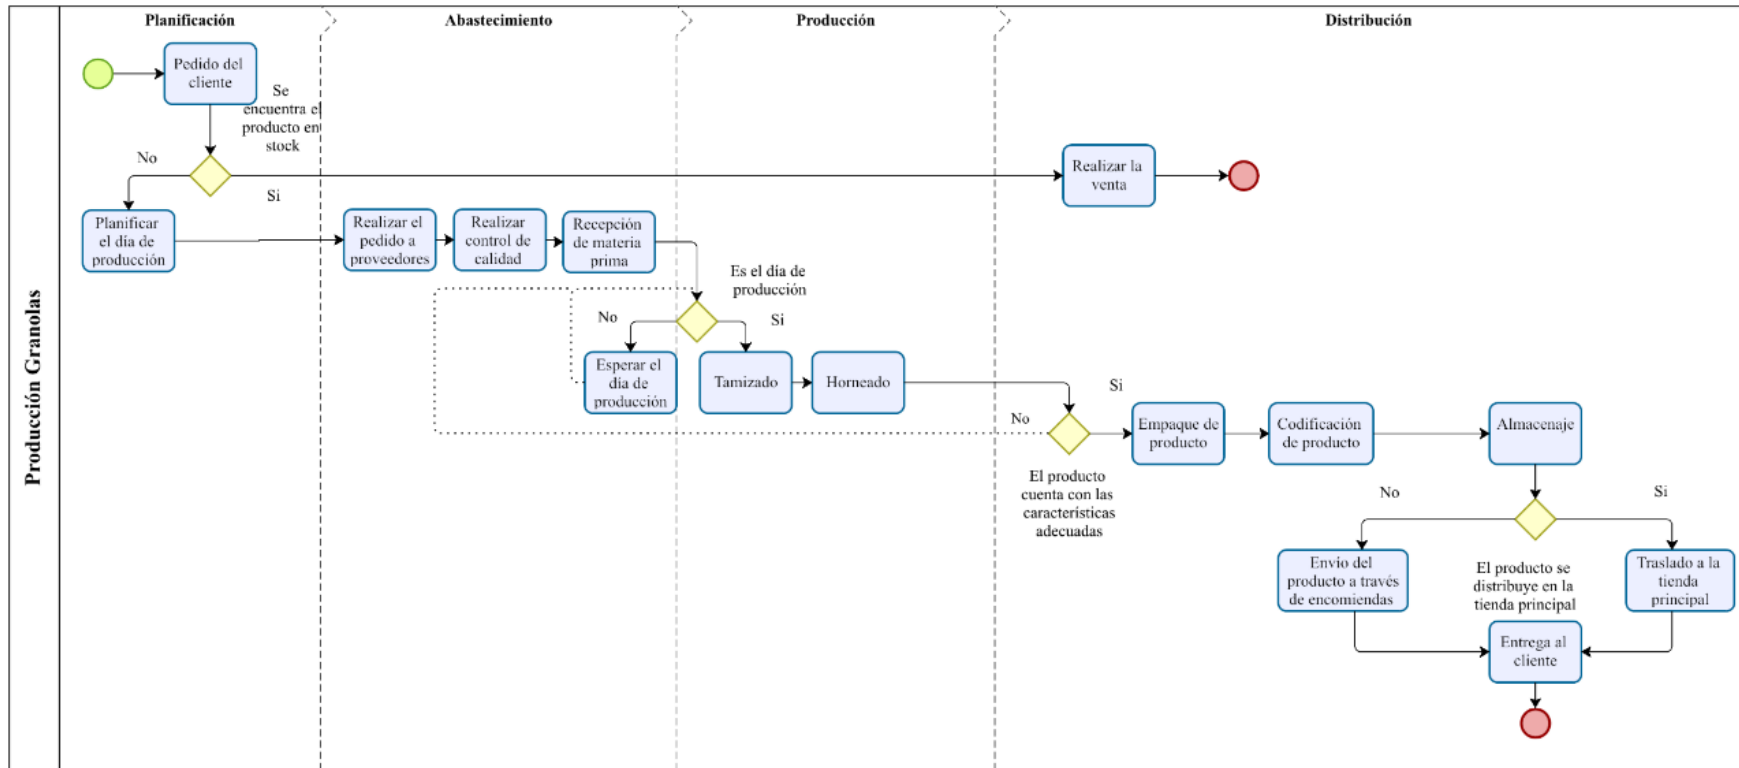 Planificación
Abastecimiento
Producción
Distribución
Producción Granolas
Pedido del
cliente
Se
encuentra el
producto en
stock
No
Si
Realizar la
venta
Planificar
el día de
producción
Realizar el
pedido a
proveedores
Realizar
control de
calidad
Recepción
de materia
prima
Es el día de
producción
No
Si
Esperar el
día de
producción
Tamizado
Horneado
Si
No
Empaque de
producto
Codificación
de producto
Almacenaje
El producto
cuenta con las
características
adecuadas
No
Si
Envío del
producto a través
de encomiendas
El producto se
distribuye en la
tienda principal
Traslado a la
tienda
principal
Entrega al
cliente